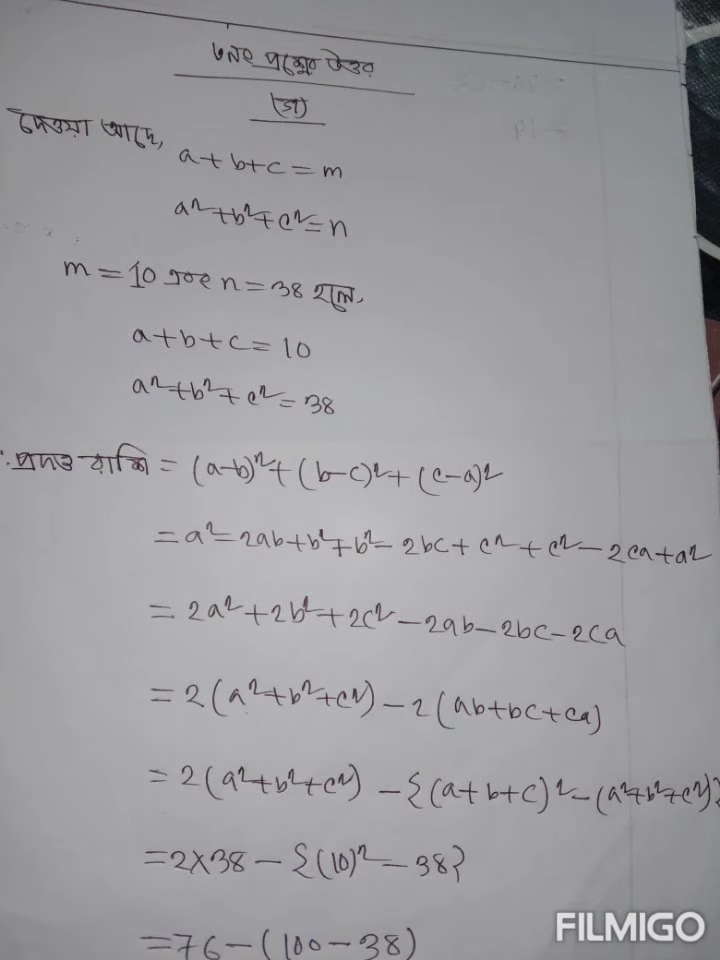 ৩নং প্রশ্নের উত্তর
দেওয়া আছে,
a+b+c=m
a²+b²+c²=n
m=10 এবং n=38 হলে,
a+b+c=10
a²+b²+c²=38
∴প্রদত্ত রাশি = (a-b)²+(b-c)²+(c-a)²
=a²-2ab+b²+b²-2bc+c²+c²-2ca+a²
=2a²+2b²+2c²-2ab-2bc-2ca
=2(a²+b²+c²)-2(ab+bc+ca)
=2(a²+b²+c²)-{(a+b+c)²-(a²+b²+c²)}
=2×38-{(10)²-38}
=76-(100-38)
FILMIGO